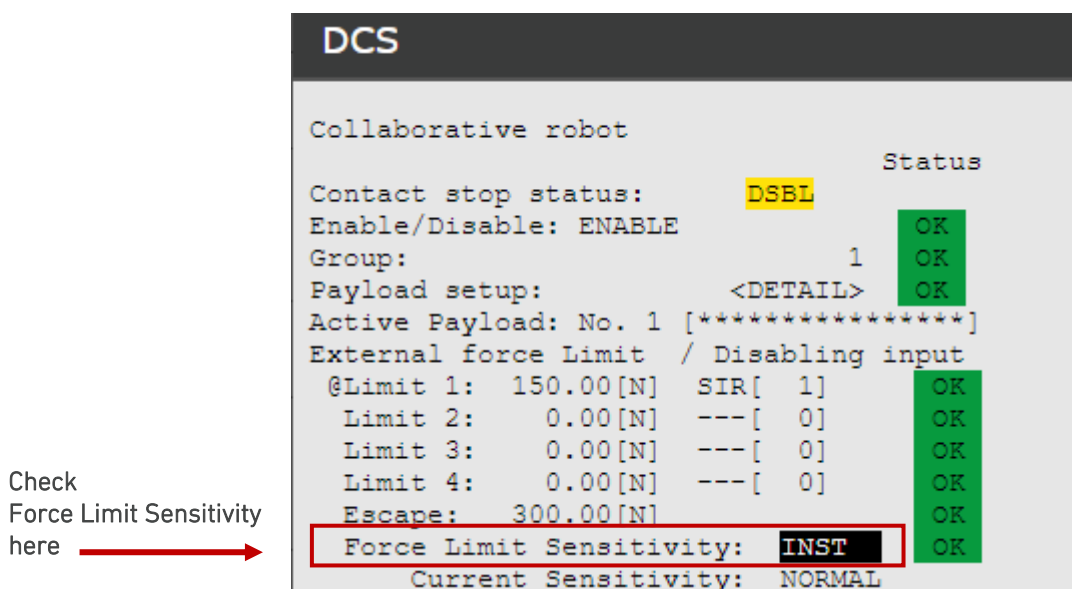 DCS
Collaborative robot
Status
Contact stop status: DSBL
Enable/Disable: ENABLE OK
Group: 1 OK
Payload setup: <DETAIL> OK
Active Payload: No. 1 [****************]
External force Limit / Disabling input
@Limit 1: 150.00[N] SIR[ 1] OK
Limit 2: 0.00[N] ---[ 0] OK
Limit 3: 0.00[N] ---[ 0] OK
Limit 4: 0.00[N] ---[ 0] OK
Escape: 300.00[N] OK
Force Limit Sensitivity: INST OK
Current Sensitivity: NORMAL
Check
Force Limit Sensitivity
here